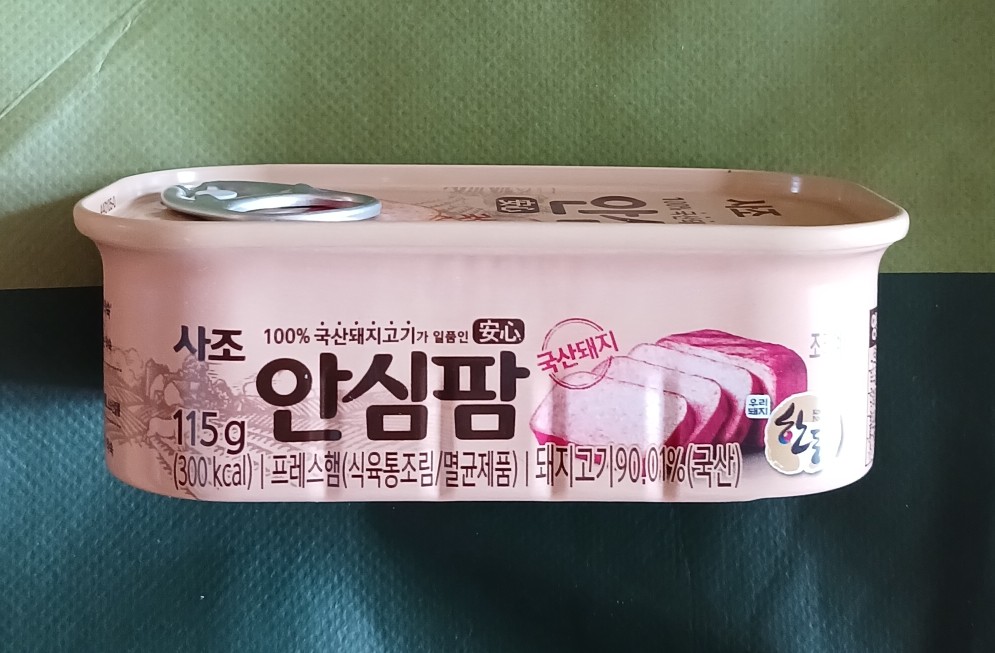 사조
100% 국산돼지고기가 일품인 安心
안심팜
국산돼지
115g
(300kcal) | 프레스햄(식육통조림/멸균제품) | 돼지고기90.01%(국산)
우리
돼지
한돈